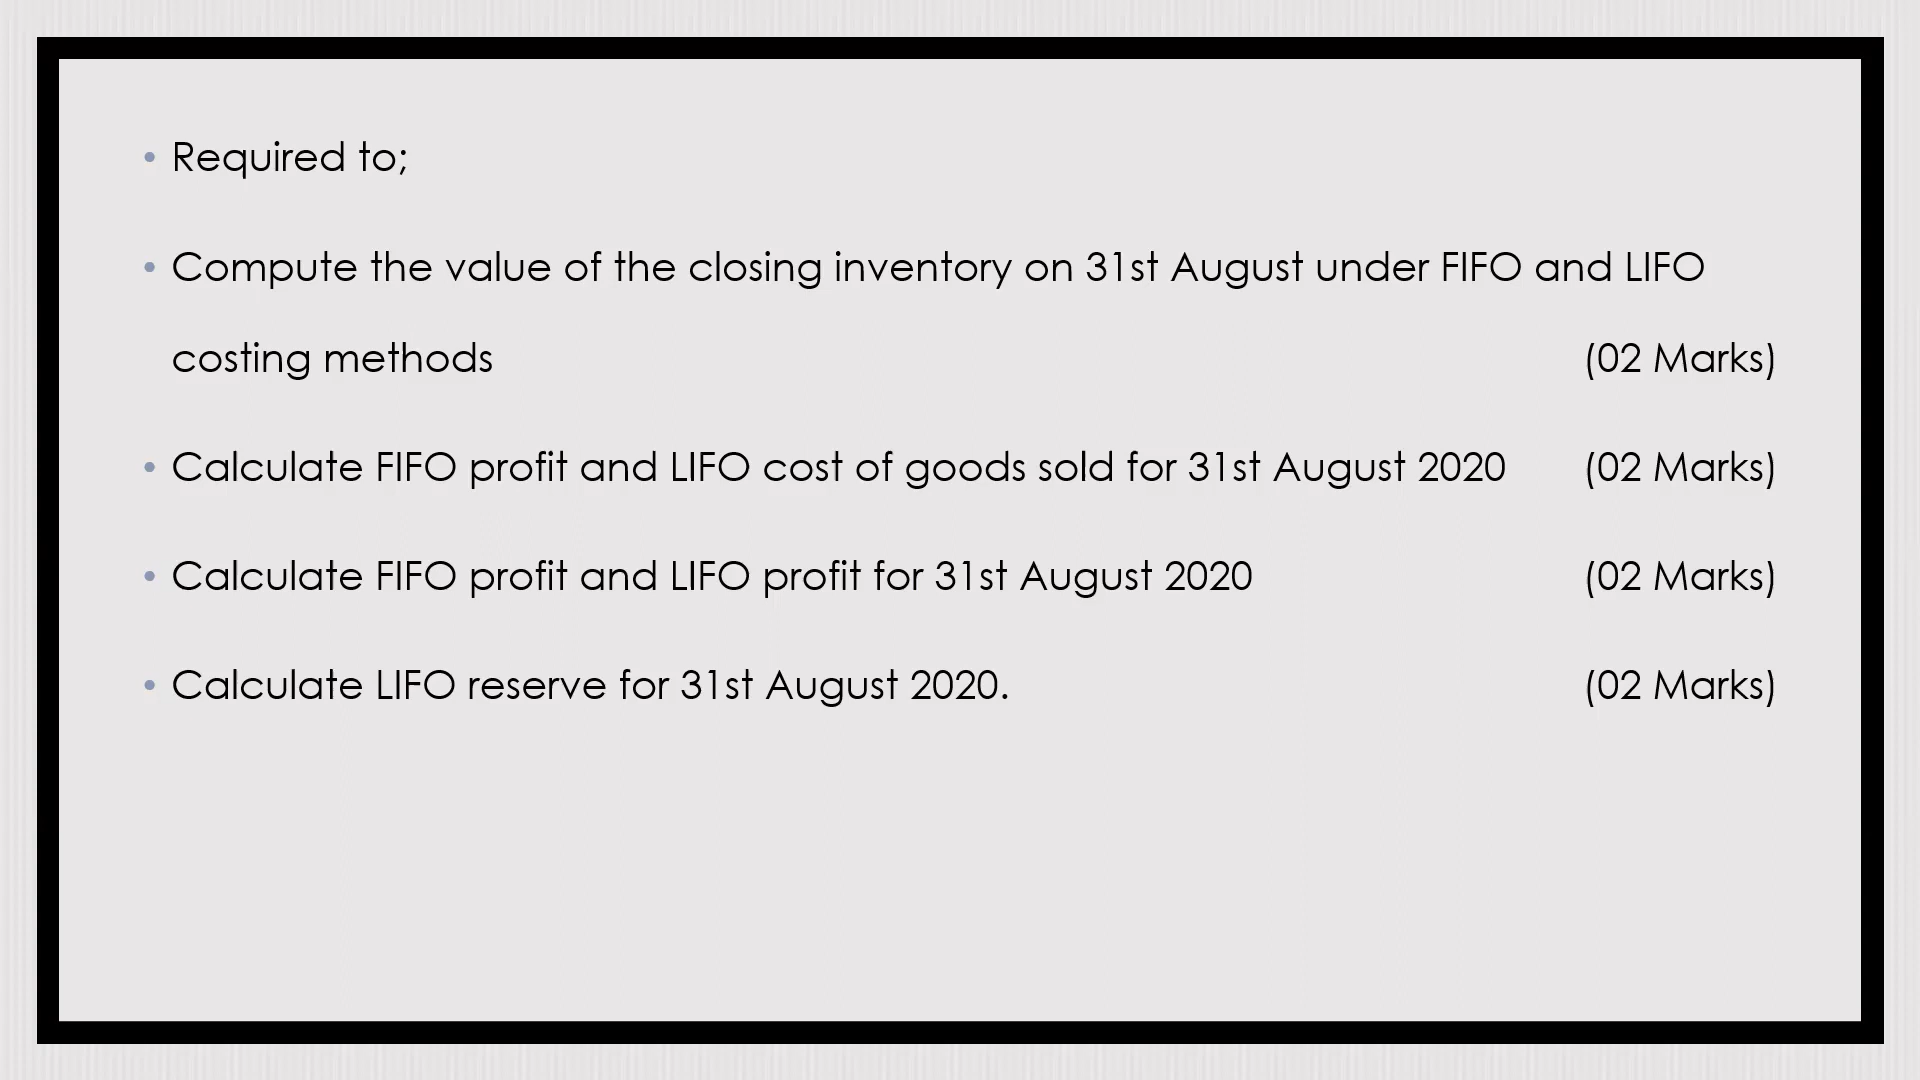 • Required to;
• Compute the value of the closing inventory on 31st August under FIFO and LIFO
costing methods (02 Marks)
• Calculate FIFO profit and LIFO cost of goods sold for 31st August 2020 (02 Marks)
• Calculate FIFO profit and LIFO profit for 31st August 2020 (02 Marks)
• Calculate LIFO reserve for 31st August 2020. (02 Marks)